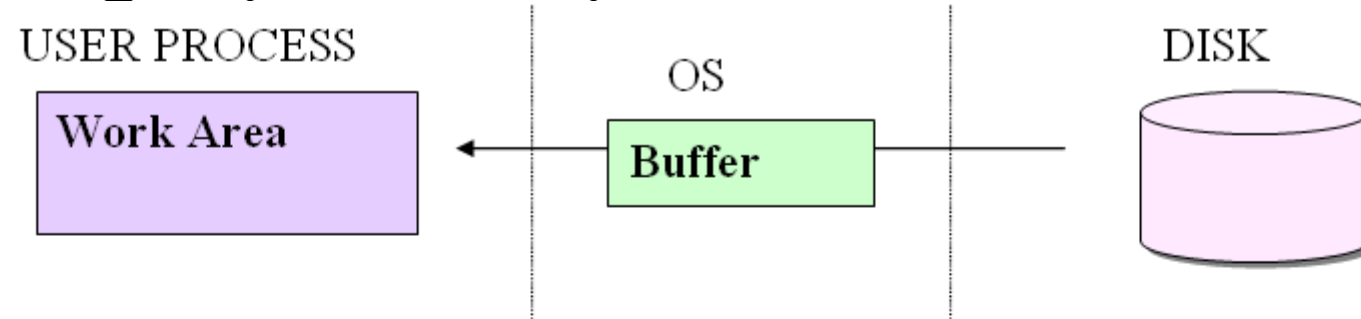 USER PROCESS
OS
DISK
Work Area
Buffer